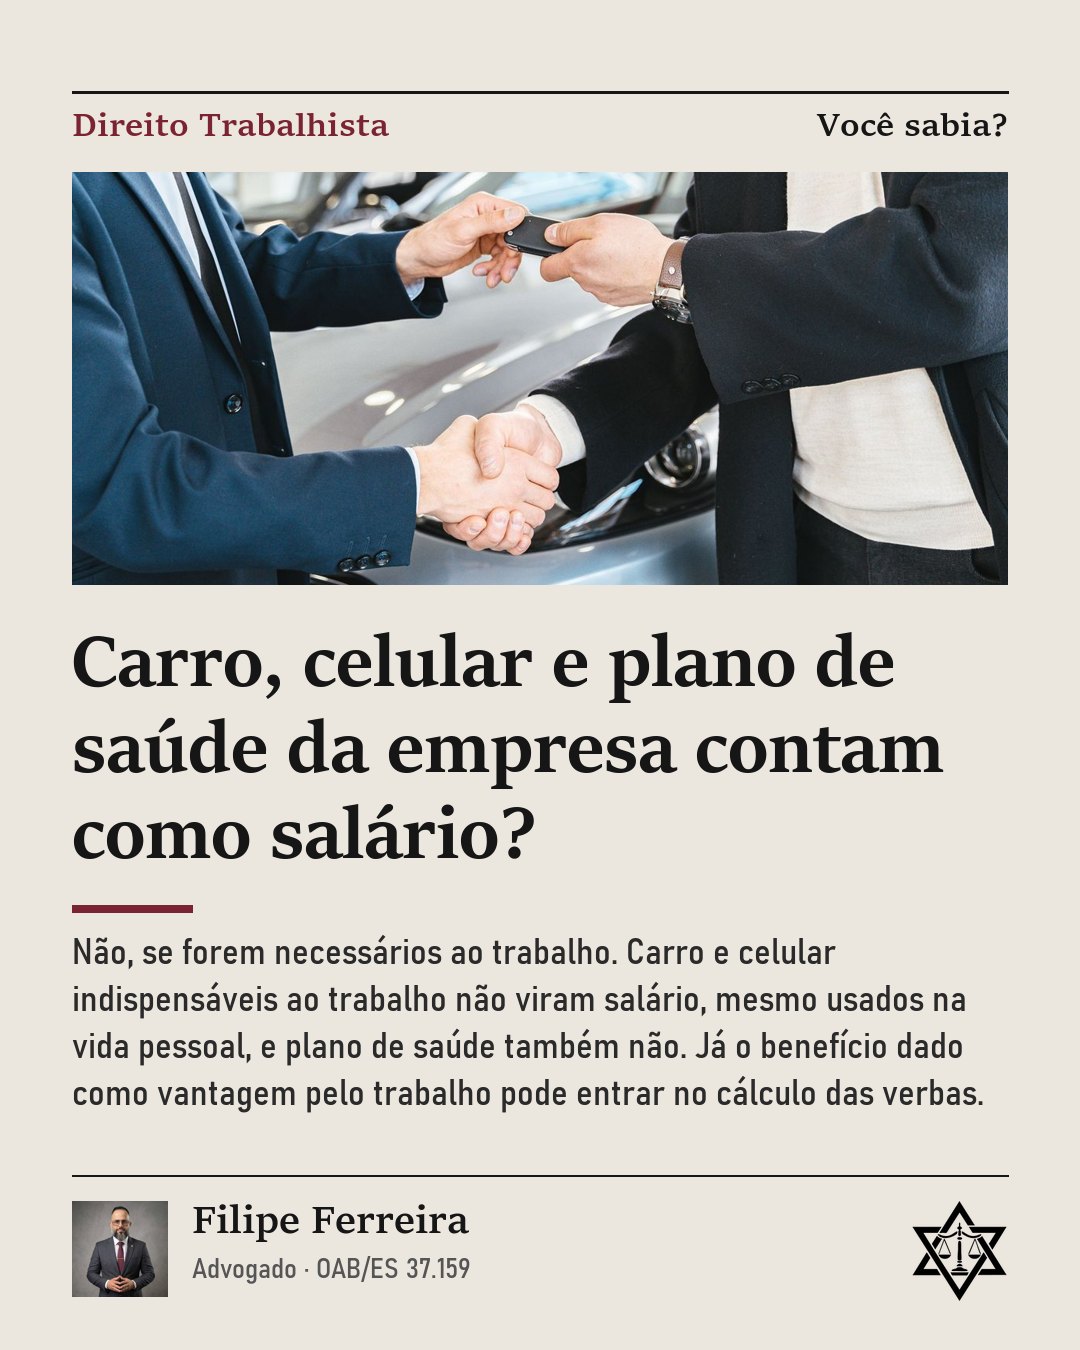 Direito Trabalhista
Você sabia?
Carro, celular e plano de
saúde da empresa contam
como salário?
Não, se forem necessários ao trabalho. Carro e celular
indispensáveis ao trabalho não viram salário, mesmo usados na
vida pessoal, e plano de saúde também não. Já o benefício dado
como vantagem pelo trabalho pode entrar no cálculo das verbas.
Filipe Ferreira
Advogado · OAB/ES 37.159